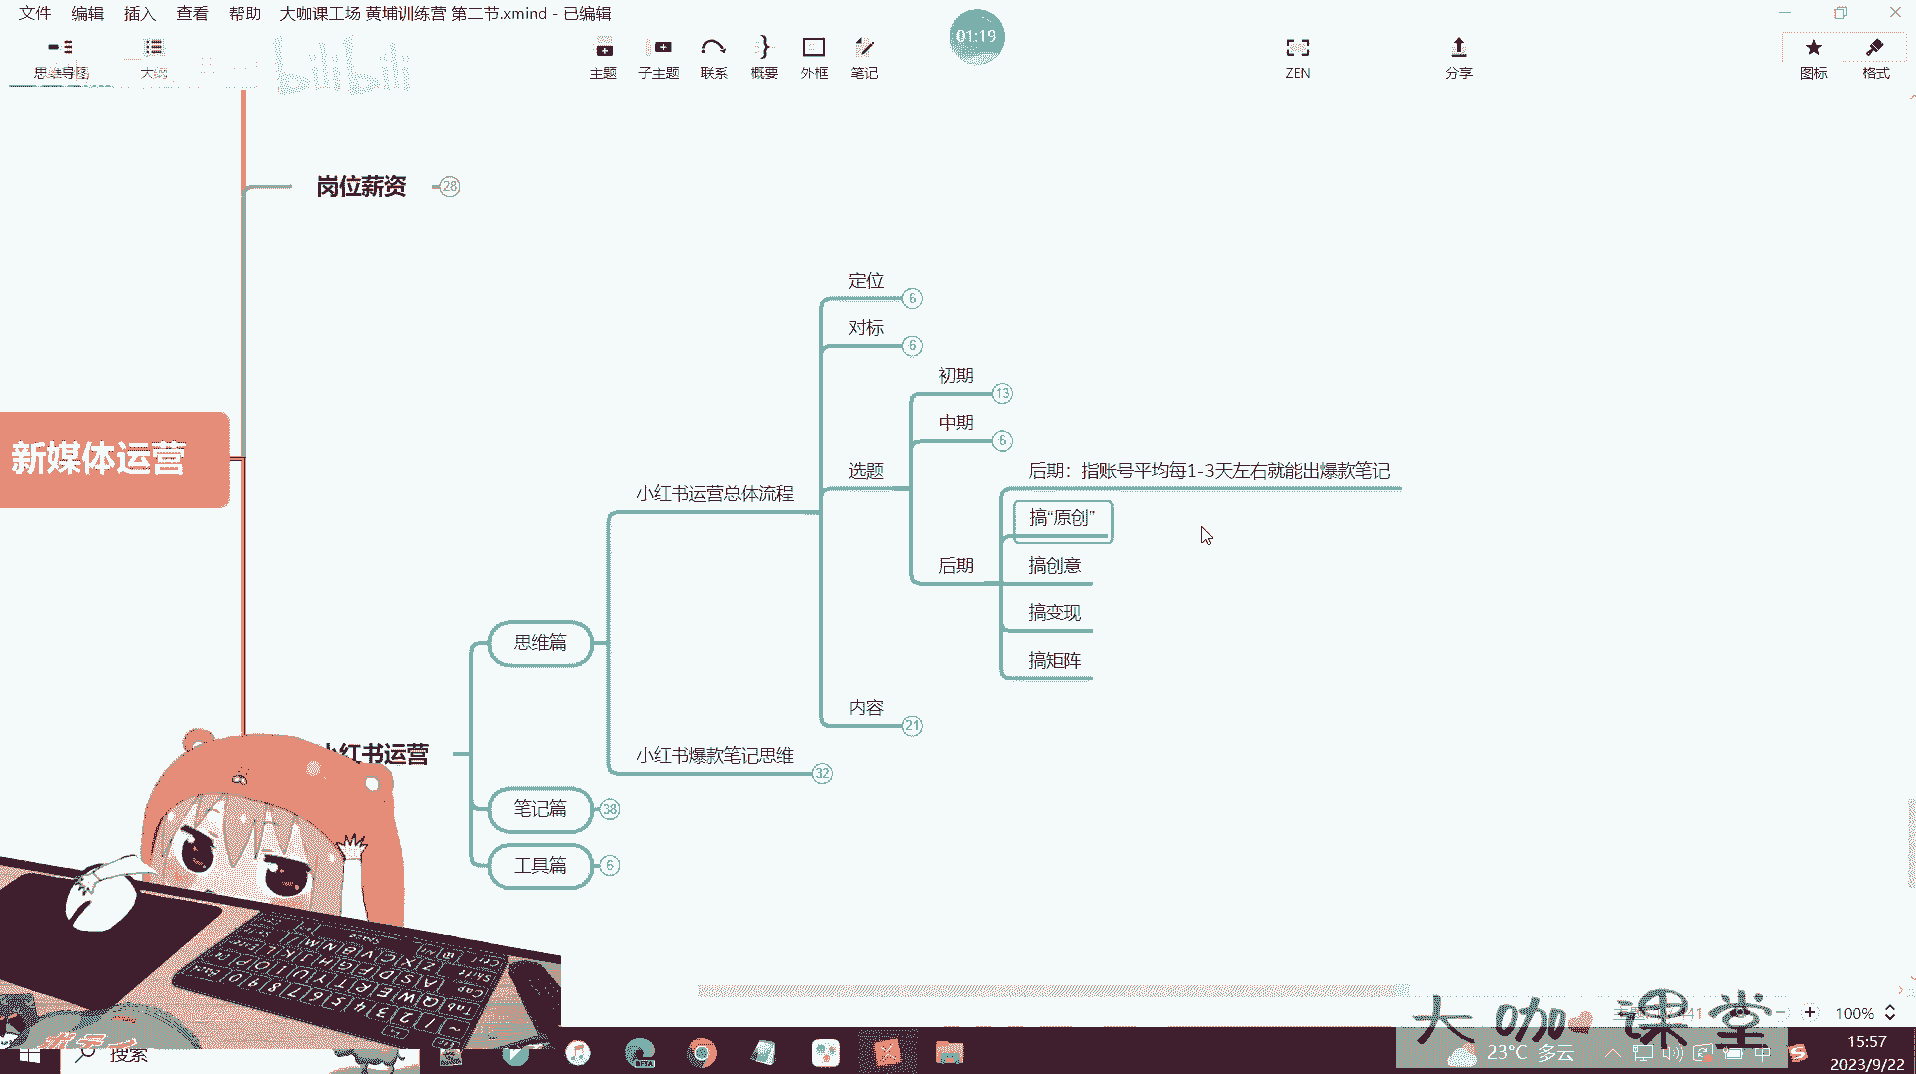 文件 编辑 插入 查看 帮助 大咖课工场 黄埔训练营 第二节.xmind - 已编辑
01:19
思维导图 大纲 主题 子主题 联系 概要 外框 笔记 ZEN 分享 图标 格式
bilibili
岗位薪资 28
定位 6
对标 6
初期 13
中期 6
选题
后期：指账号平均每1-3天左右就能出爆款笔记
新媒体运营
小红书运营总体流程
搞“原创”
后期
搞创意
搞变现
思维篇
搞矩阵
内容 21
小红书运营
小红书爆款笔记思维 32
笔记篇 38
工具篇 6
大咖课堂
100%
搜索
23°C 多云
中
15:57
2023/9/22